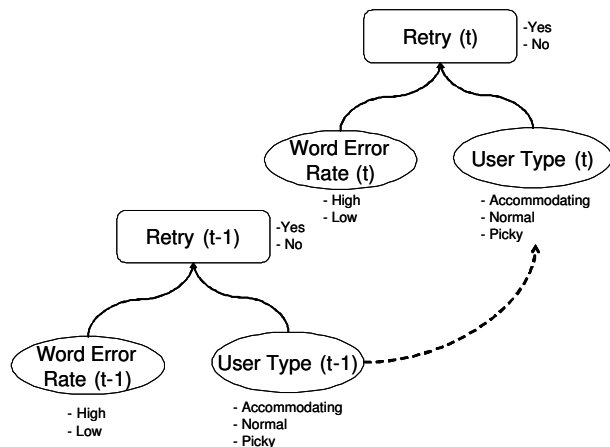 Retry (t)
-Yes
- No
Word Error
Rate (t)
- High
- Low
User Type (t)
- Accommodating
- Normal
- Picky
Retry (t-1)
-Yes
- No
Word Error
Rate (t-1)
- High
- Low
User Type (t-1)
- Accommodating
- Normal
- Picky